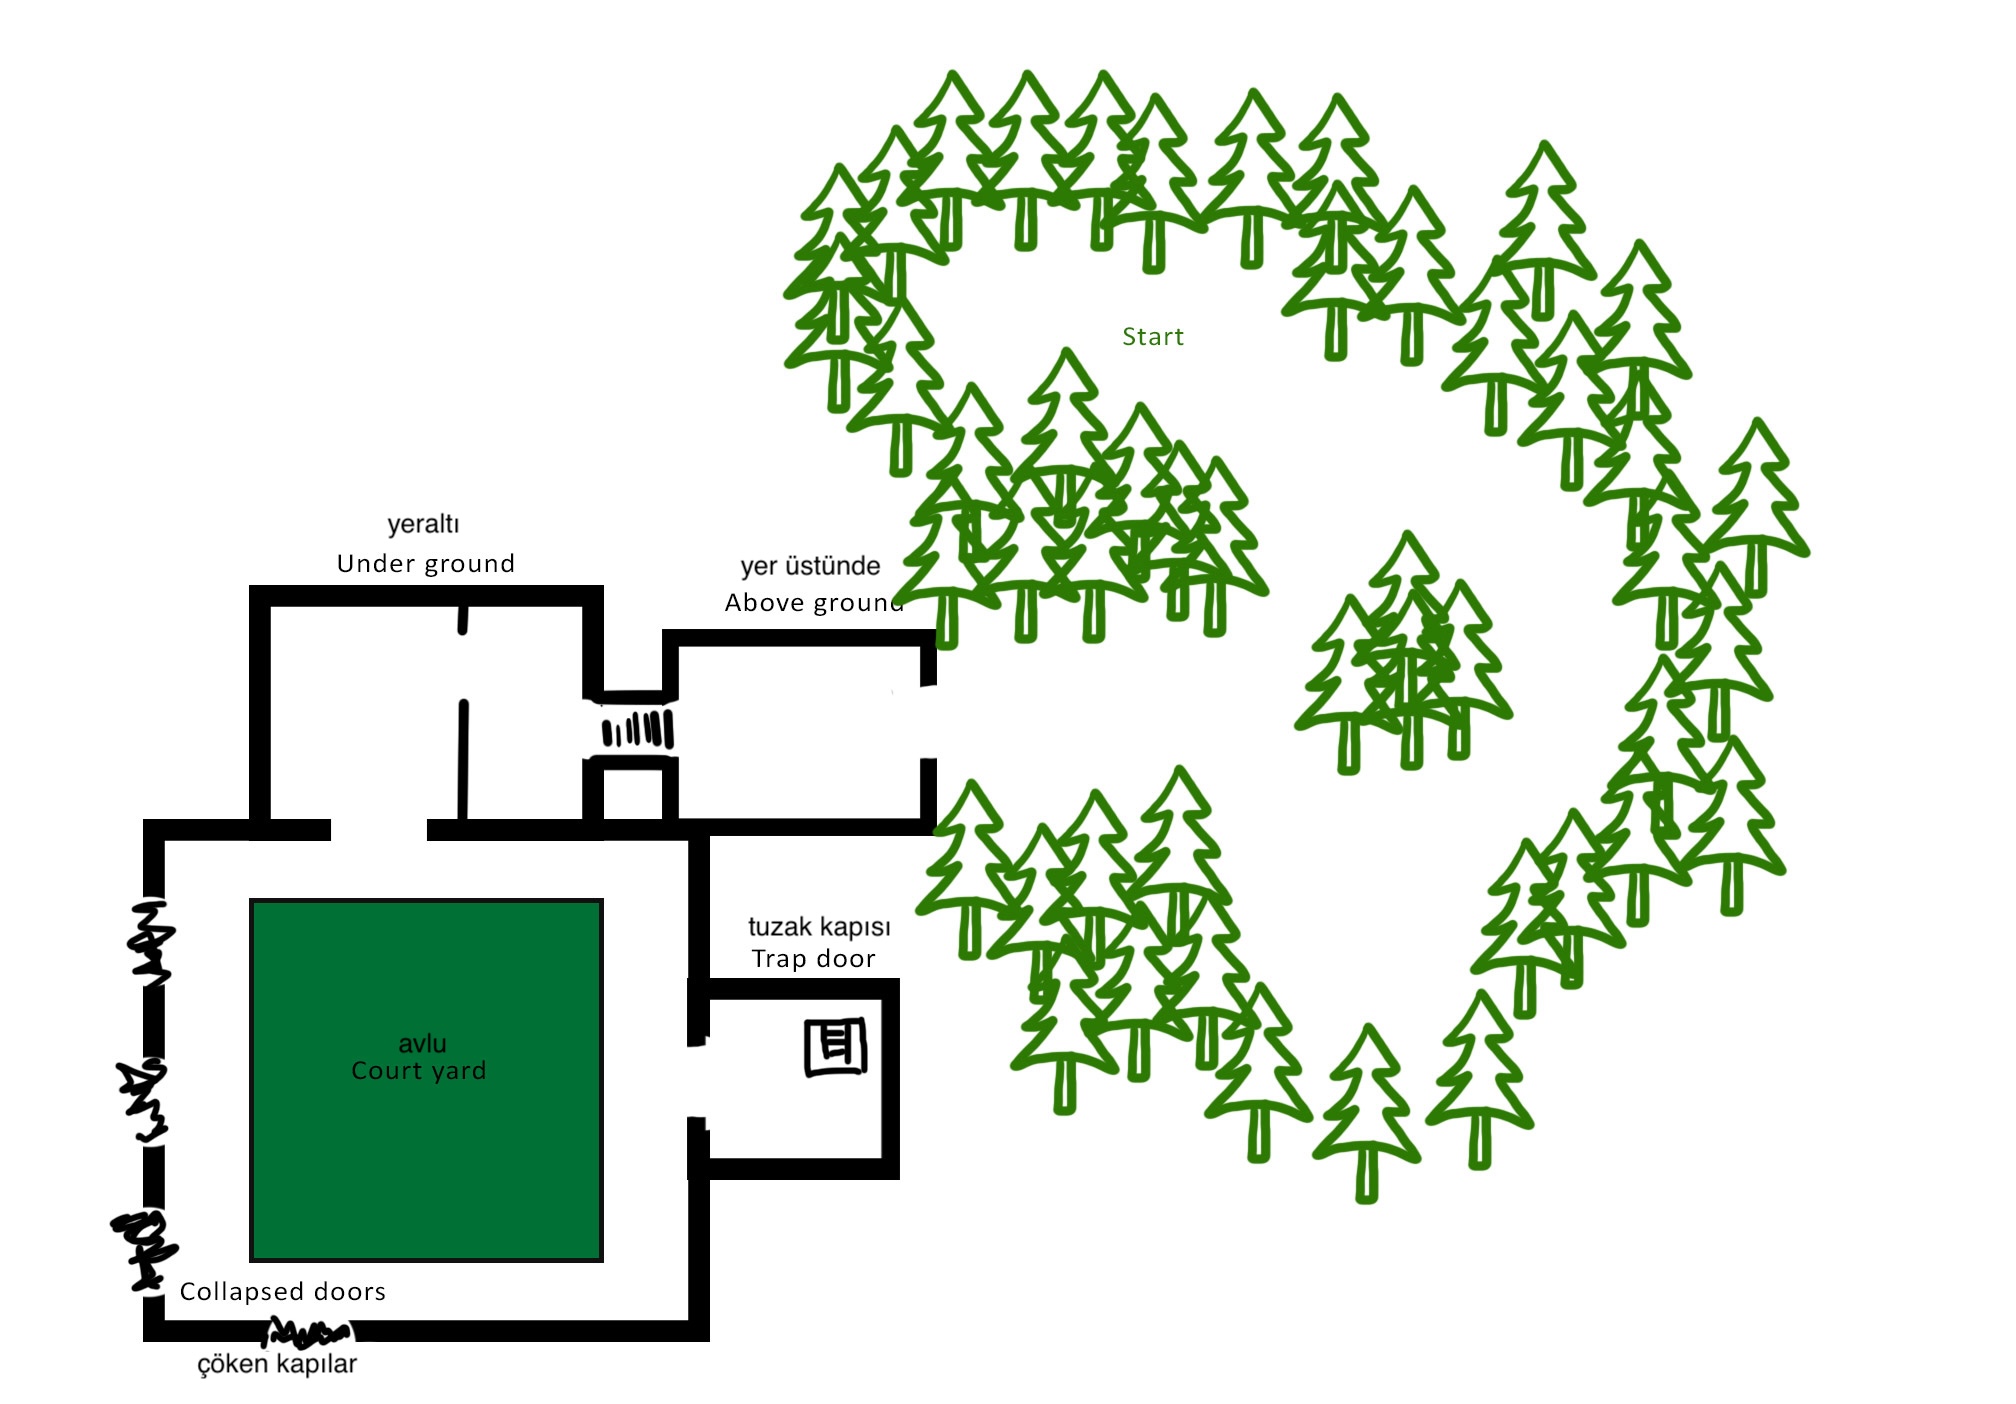 Start
yeraltı
Under ground
yer üstünde
Above ground
tuzak kapısı
Trap door
avlu
Court yard
Collapsed doors
çöken kapılar